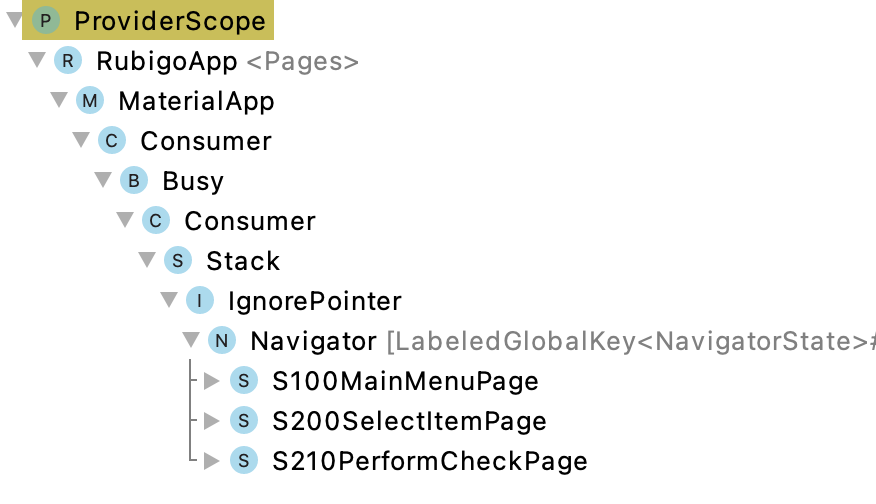 P ProviderScope
R RubigoApp <Pages>
M MaterialApp
C Consumer
B Busy
C Consumer
S Stack
I IgnorePointer
N Navigator [LabeledGlobalKey<NavigatorState>#
S S100MainMenuPage
S S200SelectItemPage
S S210PerformCheckPage